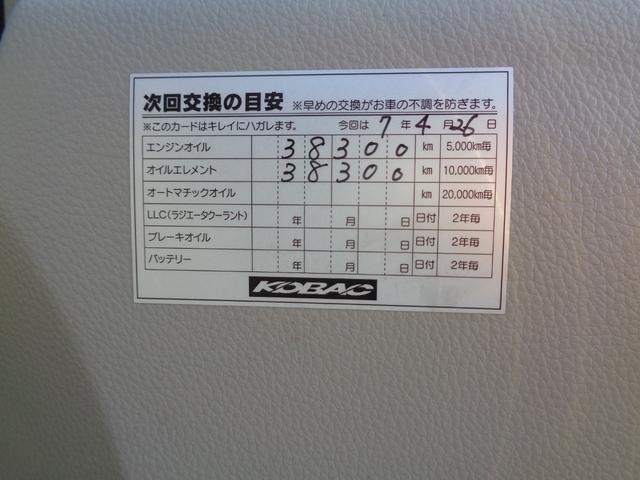 次回交換の目安 ※早めの交換がお車の不調を防ぎます。
※このカードはキレイにハガレます。 今回は 7 年 4 月 26 日
エンジンオイル 38300 km 5,000km毎
オイルエレメント 38300 km 10,000km毎
オートマチックオイル km 20,000km毎
LLC(ラジエータクーラント) 年 月 日 日付 2年毎
ブレーキオイル 年 月 日 日付 2年毎
バッテリー 年 月 日 日付 2年毎
KOBAC